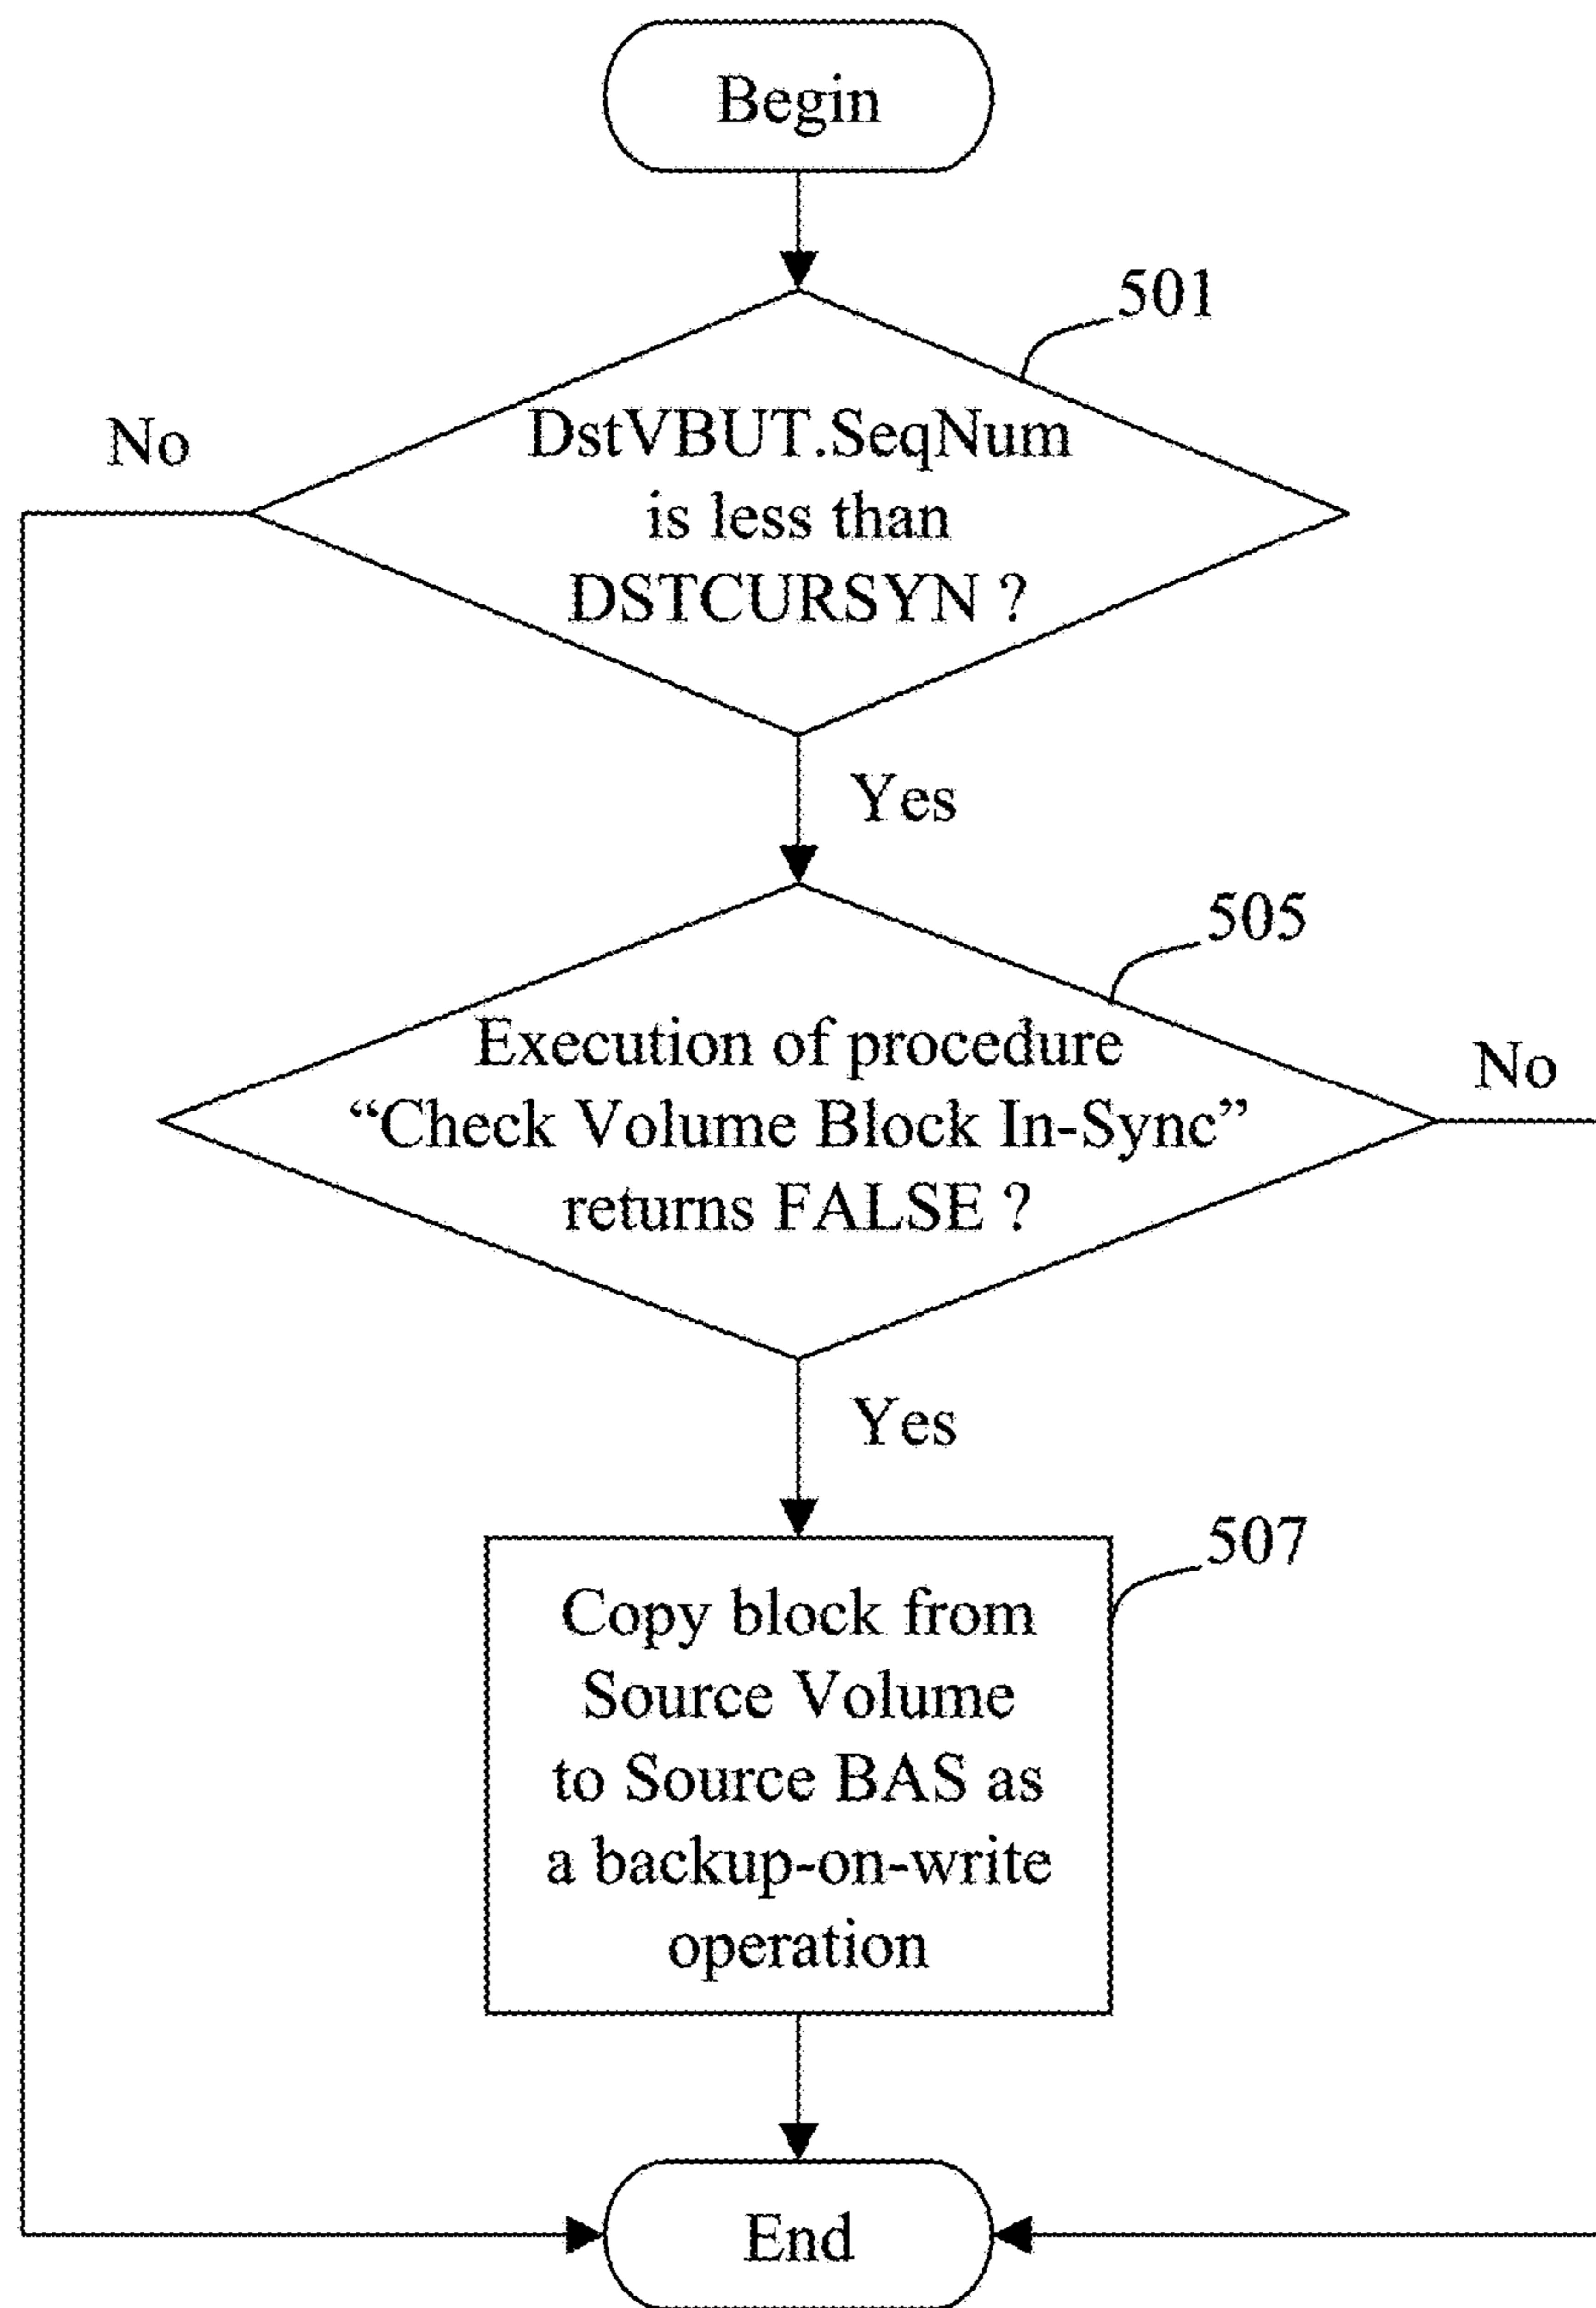 Begin
501
No
DstVBUT.SeqNum
is less than
DSTCURSYN ?
Yes
505
Execution of procedure
“Check Volume Block In-Sync”
returns FALSE ?
No
Yes
507
Copy block from
Source Volume
to Source BAS as
a backup-on-write
operation
End